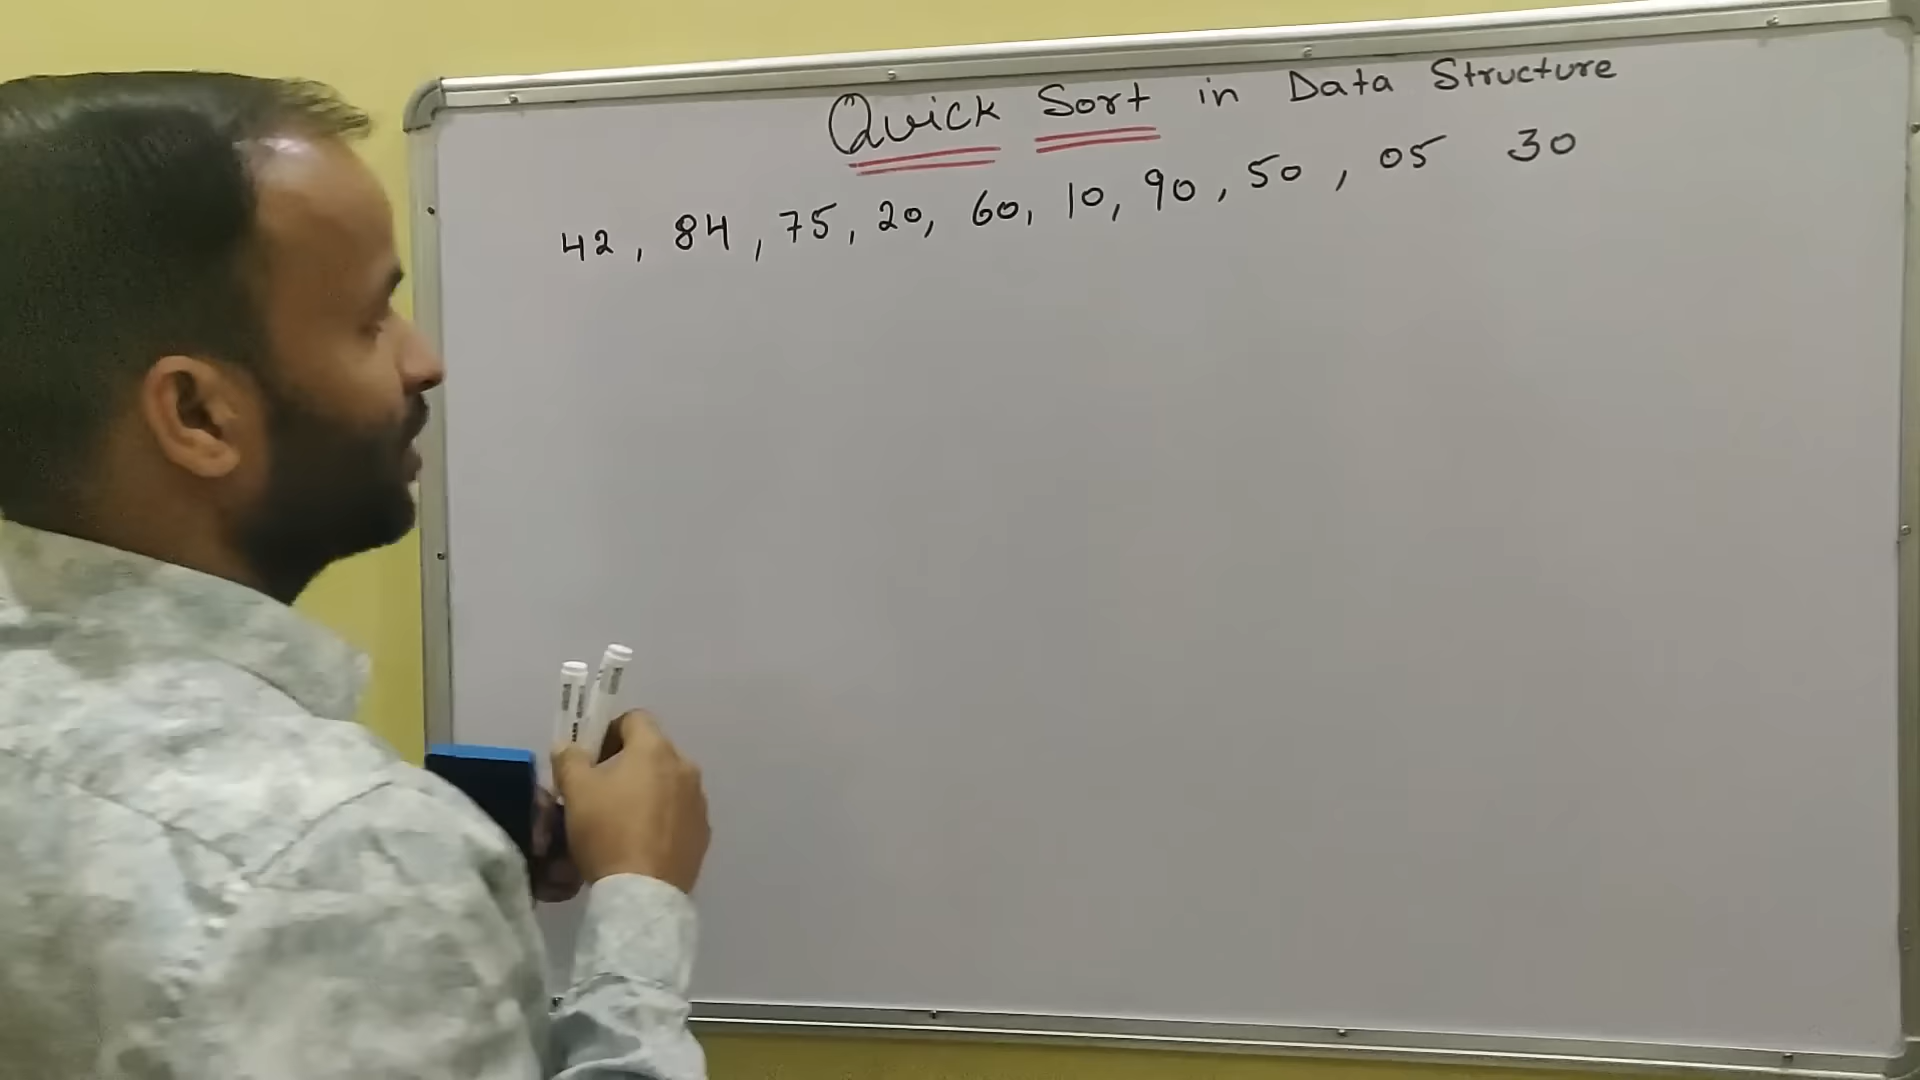 Quick Sort in Data Structure
42, 84, 75, 20, 60, 10, 90, 50, 05 30